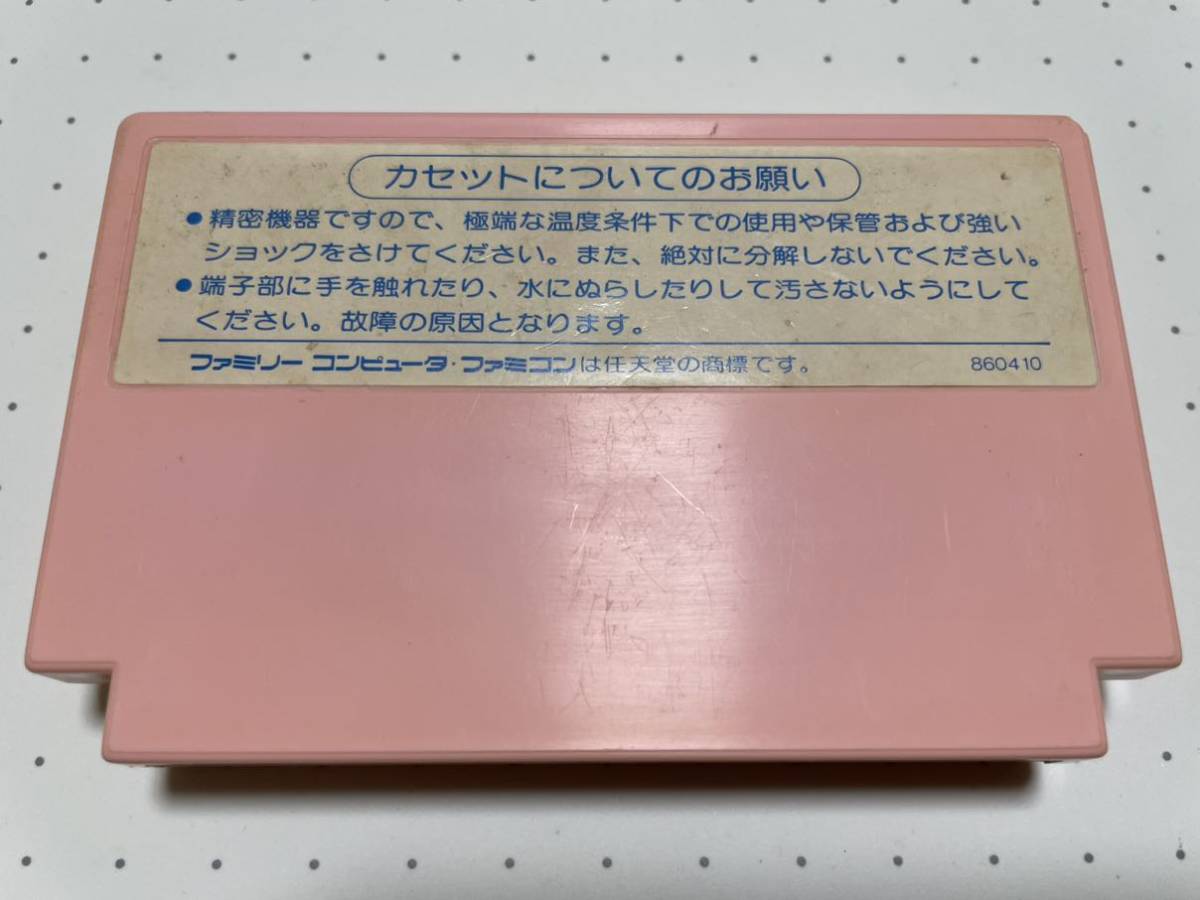 カセットについてのお願い
●精密機器ですので、極端な温度条件下での使用や保管および強い
ショックをさけてください。また、絶対に分解しないでください。
●端子部に手を触れたり、水にぬらしたりして汚さないようにして
ください。故障の原因となります。
ファミリー コンピュータ・ファミコンは任天堂の商標です。 860410